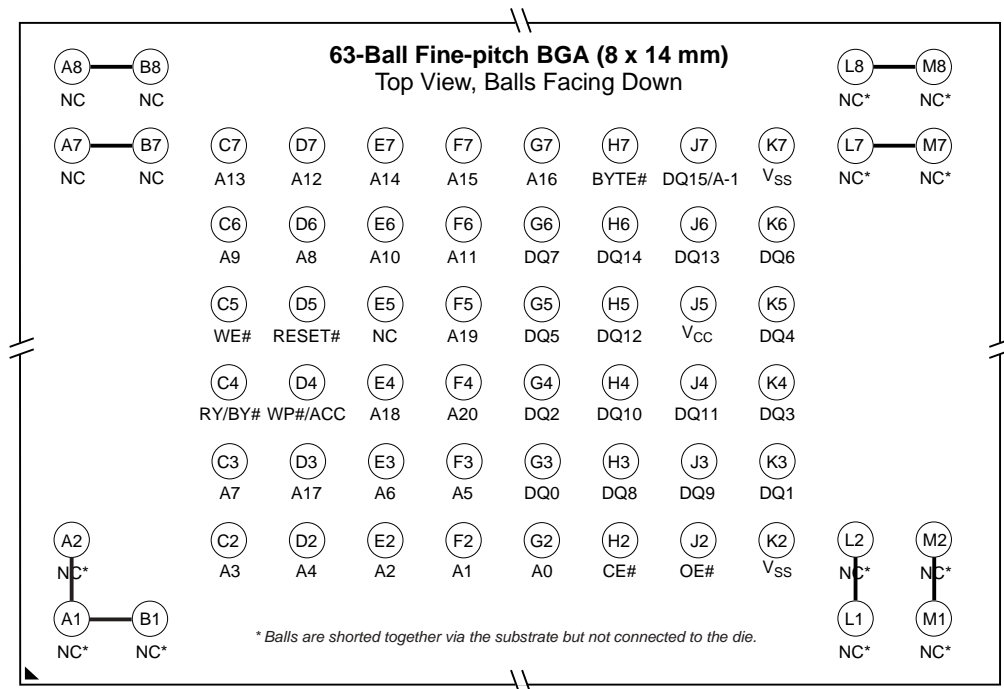 63-Ball Fine-pitch BGA (8 x 14 mm)
Top View, Balls Facing Down
A8 B8 L8 M8
NC NC NC* NC*
A7 B7 C7 D7 E7 F7 G7 H7 J7 K7 L7 M7
NC NC A13 A12 A14 A15 A16 BYTE# DQ15/A-1 VSS NC* NC*
C6 D6 E6 F6 G6 H6 J6 K6
A9 A8 A10 A11 DQ7 DQ14 DQ13 DQ6
C5 D5 E5 F5 G5 H5 J5 K5
WE# RESET# NC A19 DQ5 DQ12 VCC DQ4
C4 D4 E4 F4 G4 H4 J4 K4
RY/BY# WP#/ACC A18 A20 DQ2 DQ10 DQ11 DQ3
C3 D3 E3 F3 G3 H3 J3 K3
A7 A17 A6 A5 DQ0 DQ8 DQ9 DQ1
A2 C2 D2 E2 F2 G2 H2 J2 K2 L2 M2
NC* A3 A4 A2 A1 A0 CE# OE# VSS NC* NC*
A1 B1 L1 M1
NC* NC* NC* NC*
* Balls are shorted together via the substrate but not connected to the die.